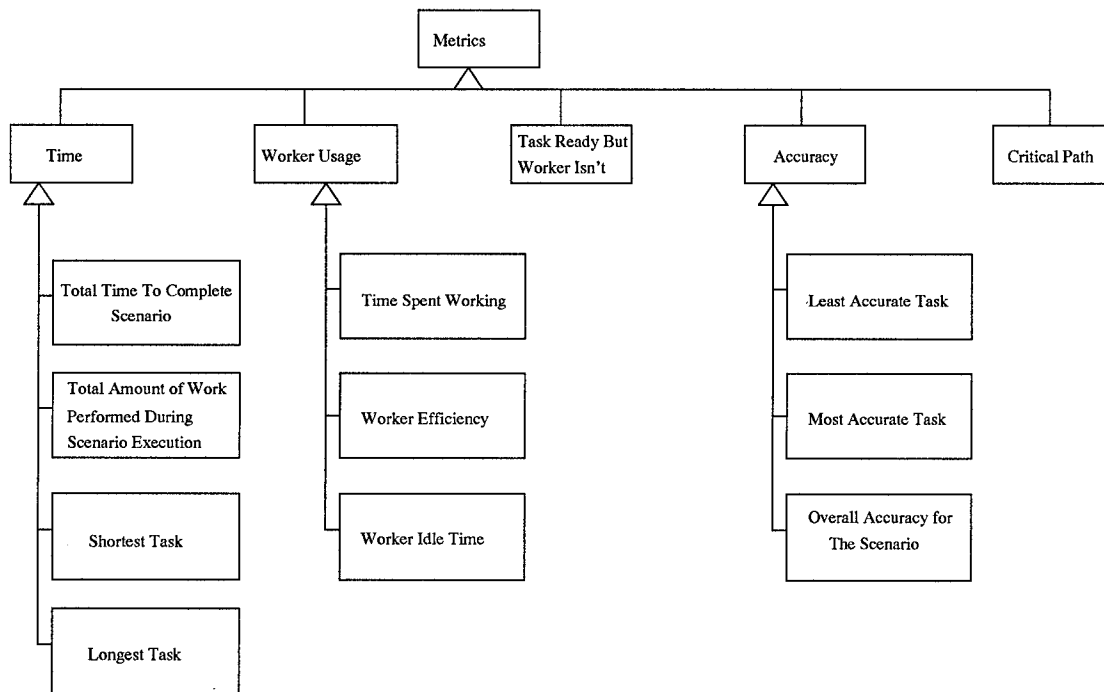 Metrics
Time
Worker Usage
Task Ready But
Worker Isn't
Accuracy
Critical Path
Total Time To Complete
Scenario
Total Amount of Work
Performed During
Scenario Execution
Shortest Task
Longest Task
Time Spent Working
Worker Efficiency
Worker Idle Time
Least Accurate Task
Most Accurate Task
Overall Accuracy for
The Scenario